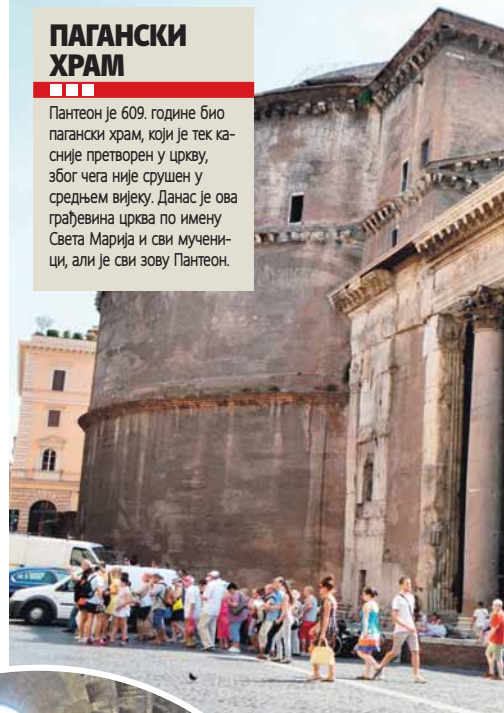 ПАГАНСКИ
ХРАМ
Пантеон је 609. године био
пагански храм, који је тек ка-
сније претворен у цркву,
због чега није срушен у
средњем вијеку. Данас је ова
грађевина црква по имену
Света Марија и сви мучени-
ци, али је сви зову Пантеон.